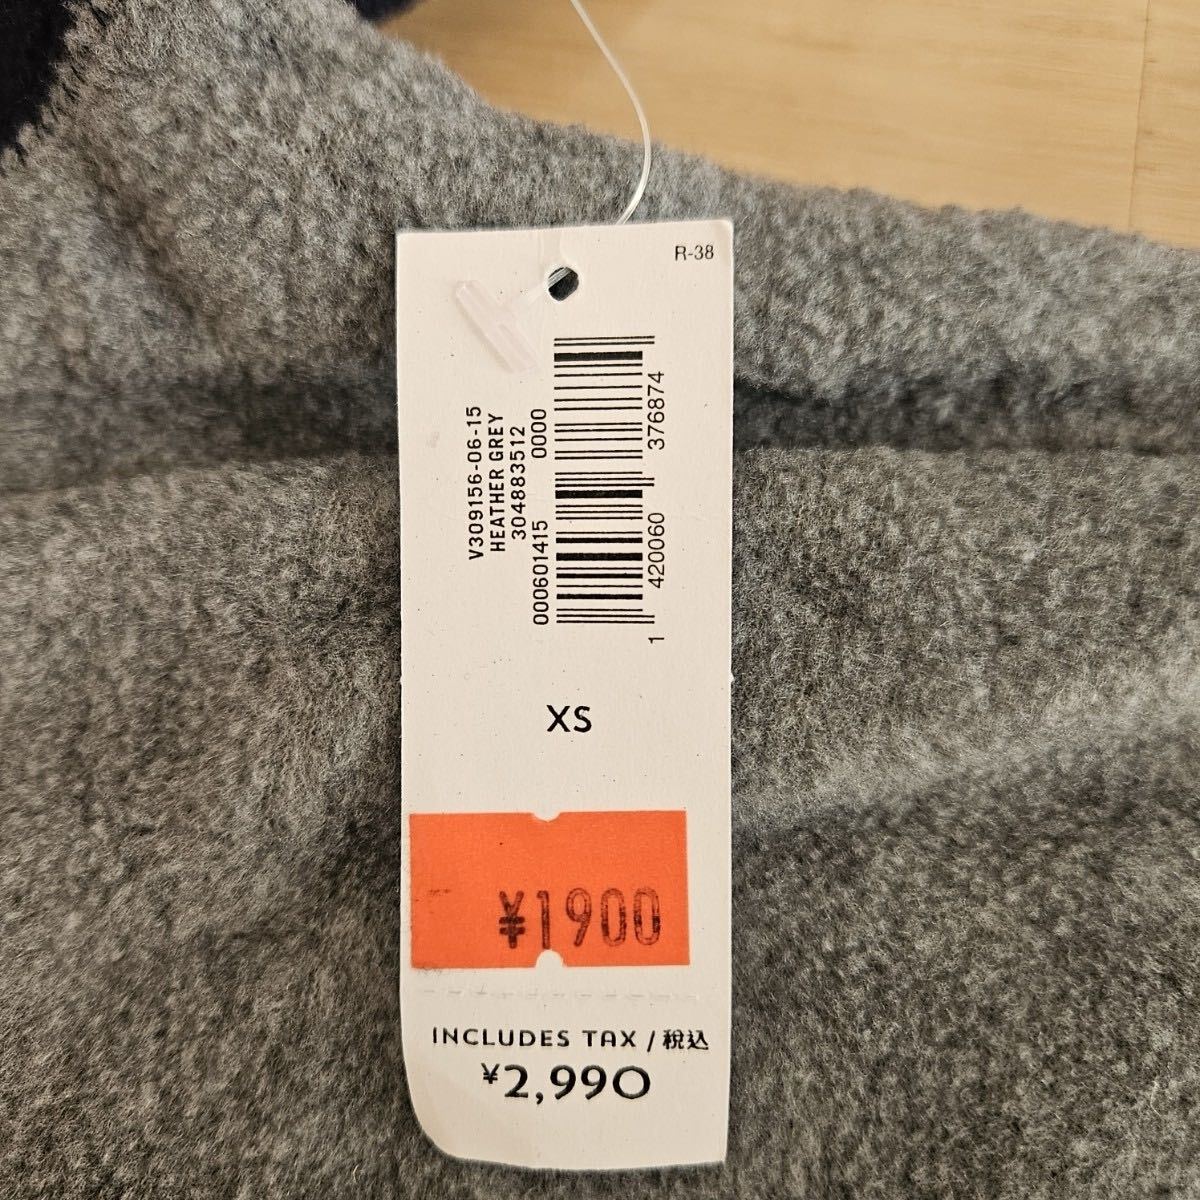 R-38
V309156-06-15
HEATHER GREY
304883512
000601415 0000
1 420060 376874
XS
¥1900
INCLUDES TAX / 税込
¥2,990